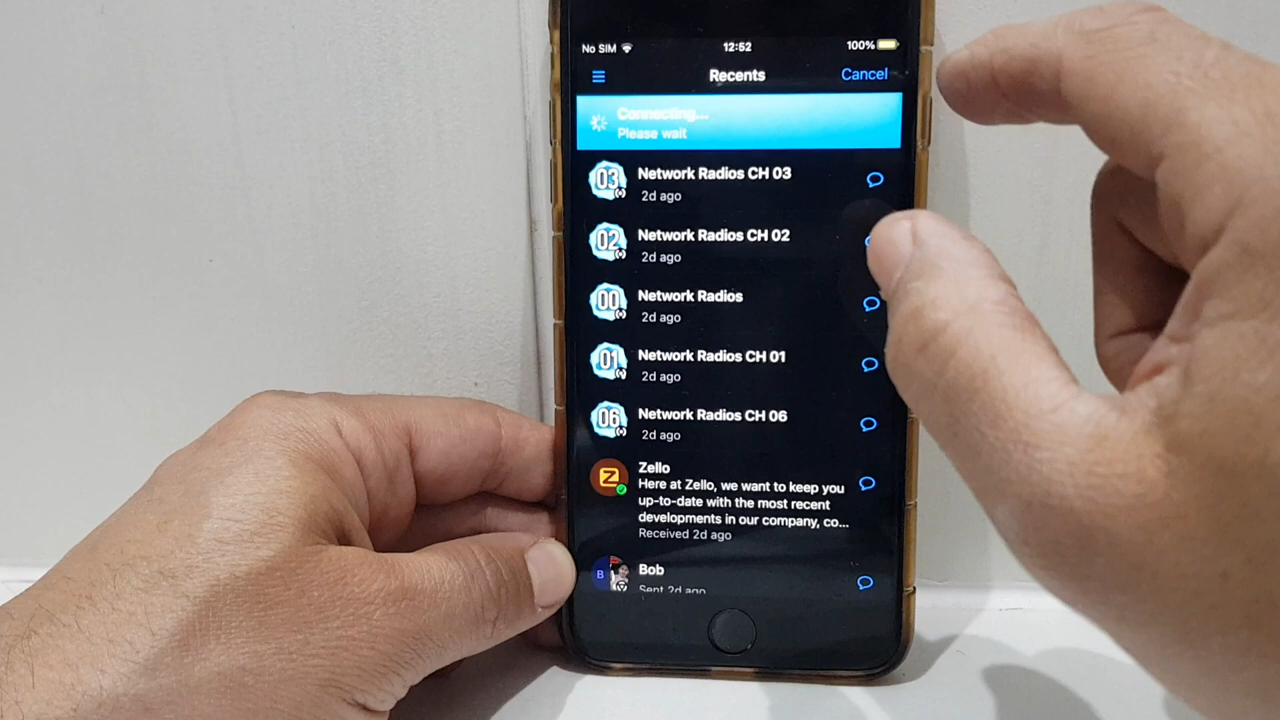 No SIM 12:52 100%
Recents Cancel
Connecting...
Please wait
03 Network Radios CH 03
2d ago
02 Network Radios CH 02
2d ago
00 Network Radios
2d ago
01 Network Radios CH 01
2d ago
06 Network Radios CH 06
2d ago
Z Zello
Here at Zello, we want to keep you
up-to-date with the most recent
developments in our company, co...
Received 2d ago
B Bob
Sent 2d ago